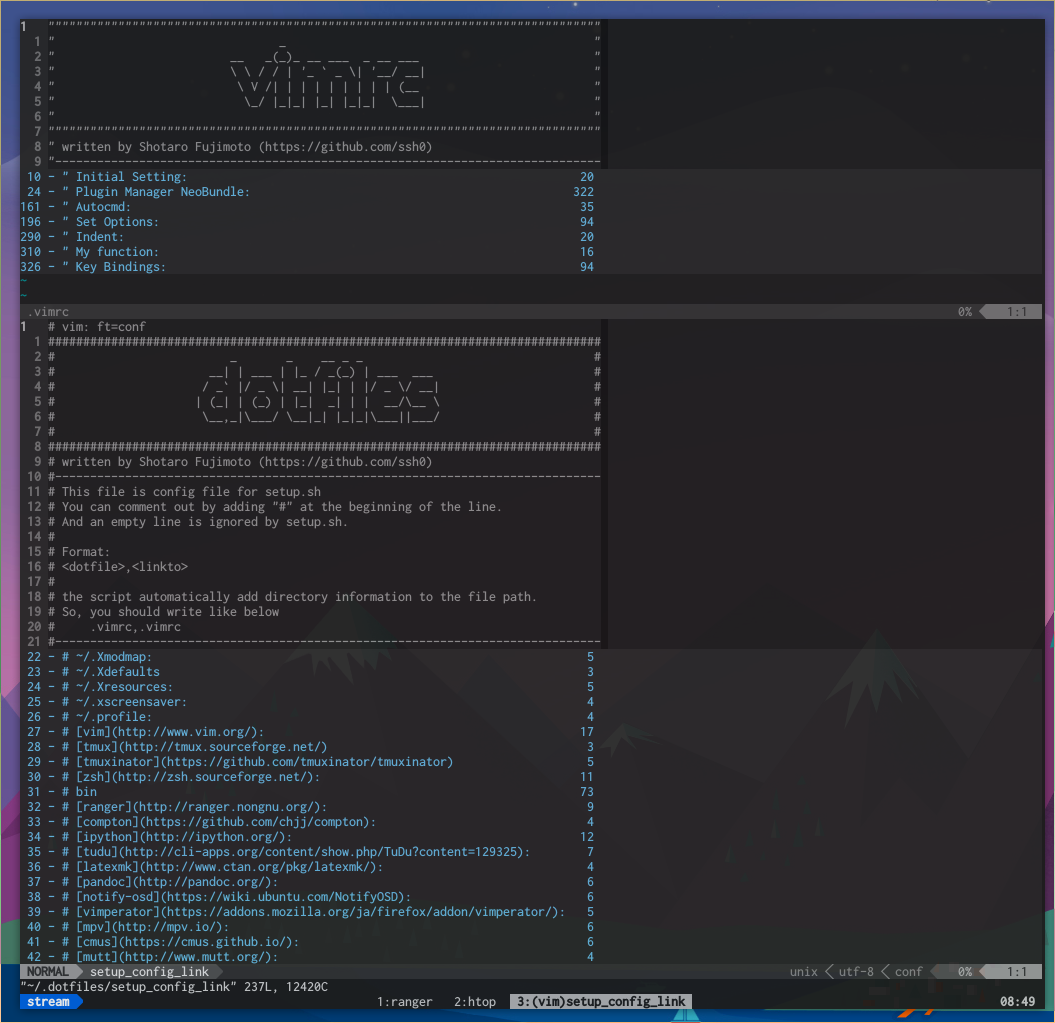 1   """""""""""""""""""""""""""""""""""""""""""""""""""""""""""""""""""""""""""""""
  1 "                                _                                            "
  2 "                         __   _(_)_ __ ___  _ __ ___                         "
  3 "                         \ \ / / | '_ ` _ \| '__/ __|                        "
  4 "                          \ V /| | | | | | | | | (__                         "
  5 "                           \_/ |_|_| |_| |_|_|  \___|                        "
  6 "                                                                             "
  7 """""""""""""""""""""""""""""""""""""""""""""""""""""""""""""""""""""""""""""""
  8 " written by Shotaro Fujimoto (https://github.com/ssh0)
  9 "------------------------------------------------------------------------------
 10 - " Initial Setting: 20
 24 - " Plugin Manager NeoBundle: 322
161 - " Autocmd: 35
196 - " Set Options: 94
290 - " Indent: 20
310 - " My function: 16
326 - " Key Bindings: 94
~
~
.vimrc 0% 1:1
1   # vim: ft=conf
  1 ###############################################################################
  2 #                         _       _    __ _ _                                 #
  3 #                      __| | ___ | |_ / _(_) | ___  ___                       #
  4 #                     / _` |/ _ \| __| |_| | |/ _ \/ __|                      #
  5 #                    | (_| | (_) | |_|  _| | |  __/\__ \                      #
  6 #                     \__,_|\___/ \__|_| |_|_|\___||___/                      #
  7 #                                                                             #
  8 ###############################################################################
  9 # written by Shotaro Fujimoto (https://github.com/ssh0)
 10 #------------------------------------------------------------------------------
 11 # This file is config file for setup.sh
 12 # You can comment out by adding "#" at the beginning of the line.
 13 # And an empty line is ignored by setup.sh.
 14 #
 15 # Format:
 16 # <dotfile>,<linkto>
 17 #
 18 # the script automatically add directory information to the file path.
 19 # So, you should write like below
 20 #     .vimrc,.vimrc
 21 #------------------------------------------------------------------------------
 22 - # ~/.Xmodmap: 5
 23 - # ~/.Xdefaults 3
 24 - # ~/.Xresources: 5
 25 - # ~/.xscreensaver: 4
 26 - # ~/.profile: 4
 27 - # [vim](http://www.vim.org/): 17
 28 - # [tmux](http://tmux.sourceforge.net/) 3
 29 - # [tmuxinator](https://github.com/tmuxinator/tmuxinator) 5
 30 - # [zsh](http://zsh.sourceforge.net/): 11
 31 - # bin 73
 32 - # [ranger](http://ranger.nongnu.org/): 9
 33 - # [compton](https://github.com/chjj/compton): 4
 34 - # [ipython](http://ipython.org/): 12
 35 - # [tudu](http://cli-apps.org/content/show.php/TuDu?content=129325): 7
 36 - # [latexmk](http://www.ctan.org/pkg/latexmk/): 4
 37 - # [pandoc](http://pandoc.org/): 6
 38 - # [notify-osd](https://wiki.ubuntu.com/NotifyOSD): 6
 39 - # [vimperator](https://addons.mozilla.org/ja/firefox/addon/vimperator/): 5
 40 - # [mpv](http://mpv.io/): 6
 41 - # [cmus](https://cmus.github.io/): 6
 42 - # [mutt](http://www.mutt.org/): 4
NORMAL setup_config_link unix utf-8 conf 0% 1:1
"~/.dotfiles/setup_config_link" 237L, 12420C
stream 1:ranger 2:htop 3:(vim)setup_config_link 08:49